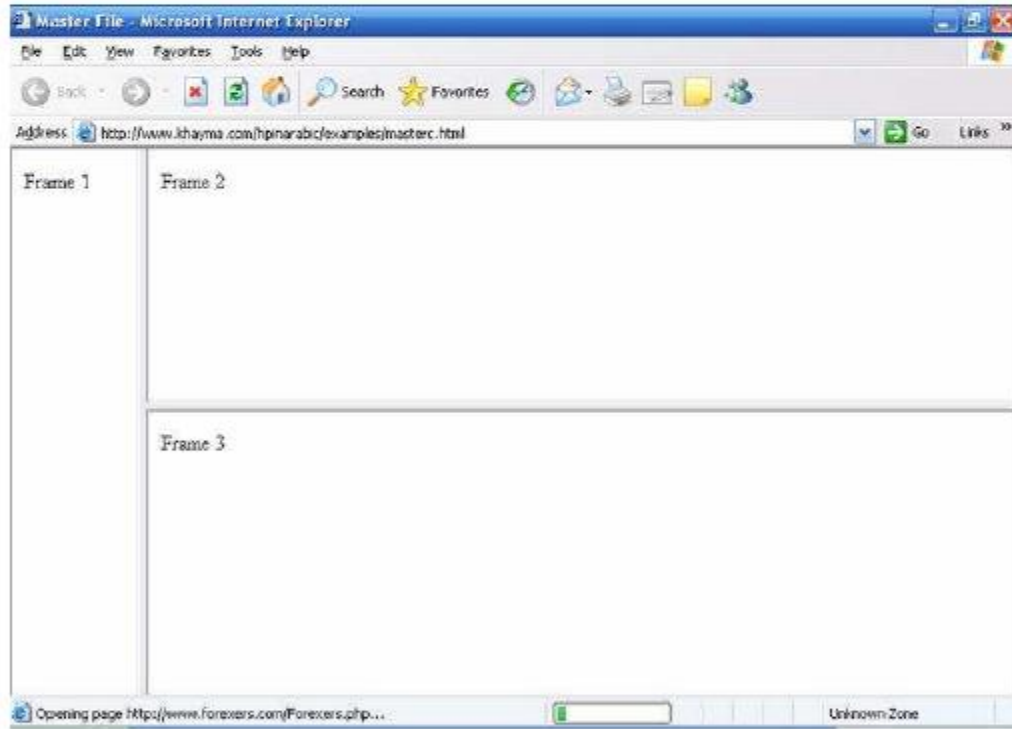 Master File - Microsoft Internet Explorer
File Edit View Favorites Tools Help
Back Search Favorites
Address http://www.khayma.com/hpinarabic/examples/masterc.html Go Links »
Frame 1
Frame 2
Frame 3
Opening page http://www.forexers.com/Forexers.php... Unknown Zone